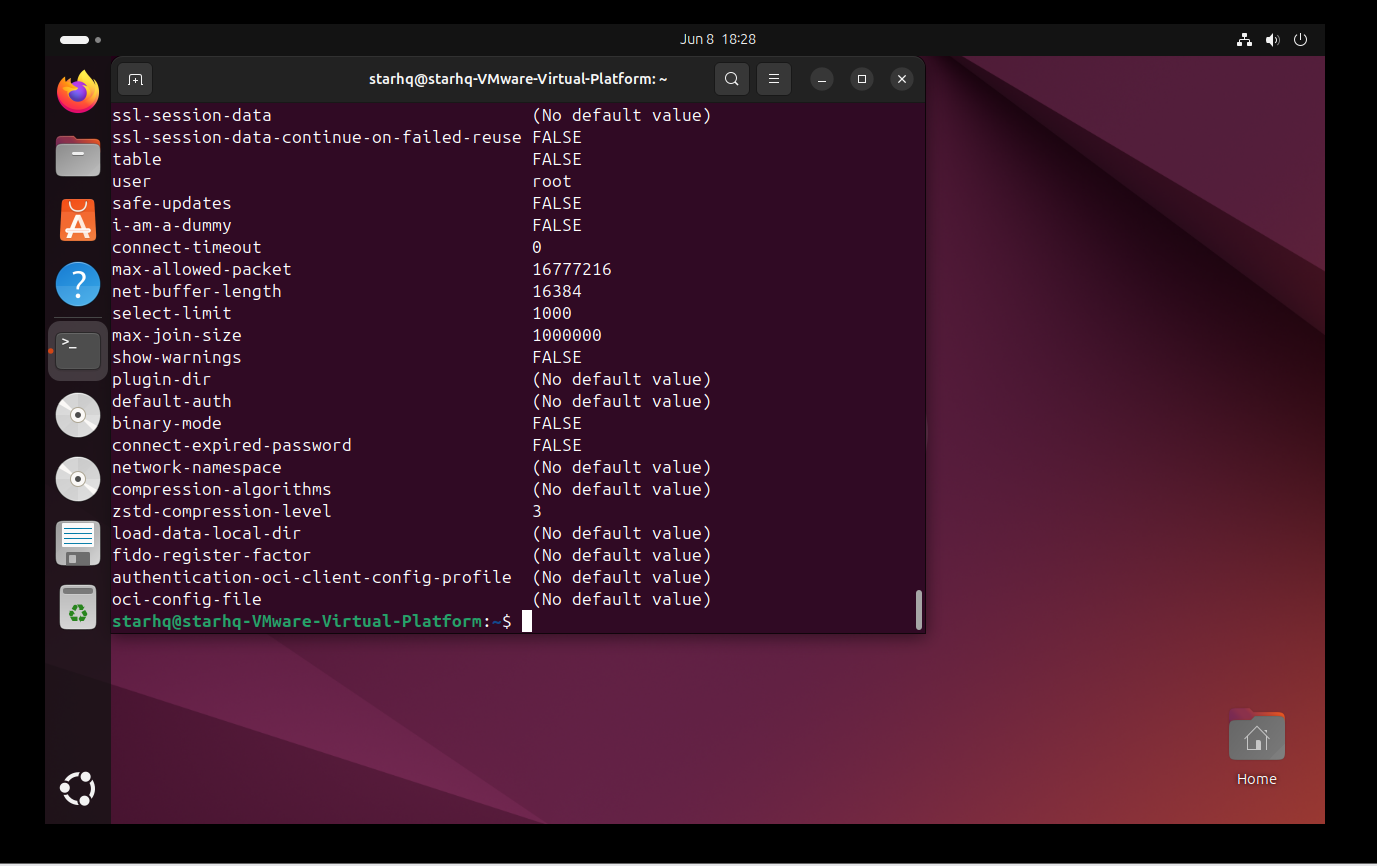 Jun 8 18:28
starhq@starhq-VMware-Virtual-Platform: ~
ssl-session-data (No default value)
ssl-session-data-continue-on-failed-reuse FALSE
table FALSE
user root
safe-updates FALSE
i-am-a-dummy FALSE
connect-timeout 0
max-allowed-packet 16777216
net-buffer-length 16384
select-limit 1000
max-join-size 1000000
show-warnings FALSE
plugin-dir (No default value)
default-auth (No default value)
binary-mode FALSE
connect-expired-password FALSE
network-namespace (No default value)
compression-algorithms (No default value)
zstd-compression-level 3
load-data-local-dir (No default value)
fido-register-factor (No default value)
authentication-oci-client-config-profile (No default value)
oci-config-file (No default value)
starhq@starhq-VMware-Virtual-Platform:~$
Home